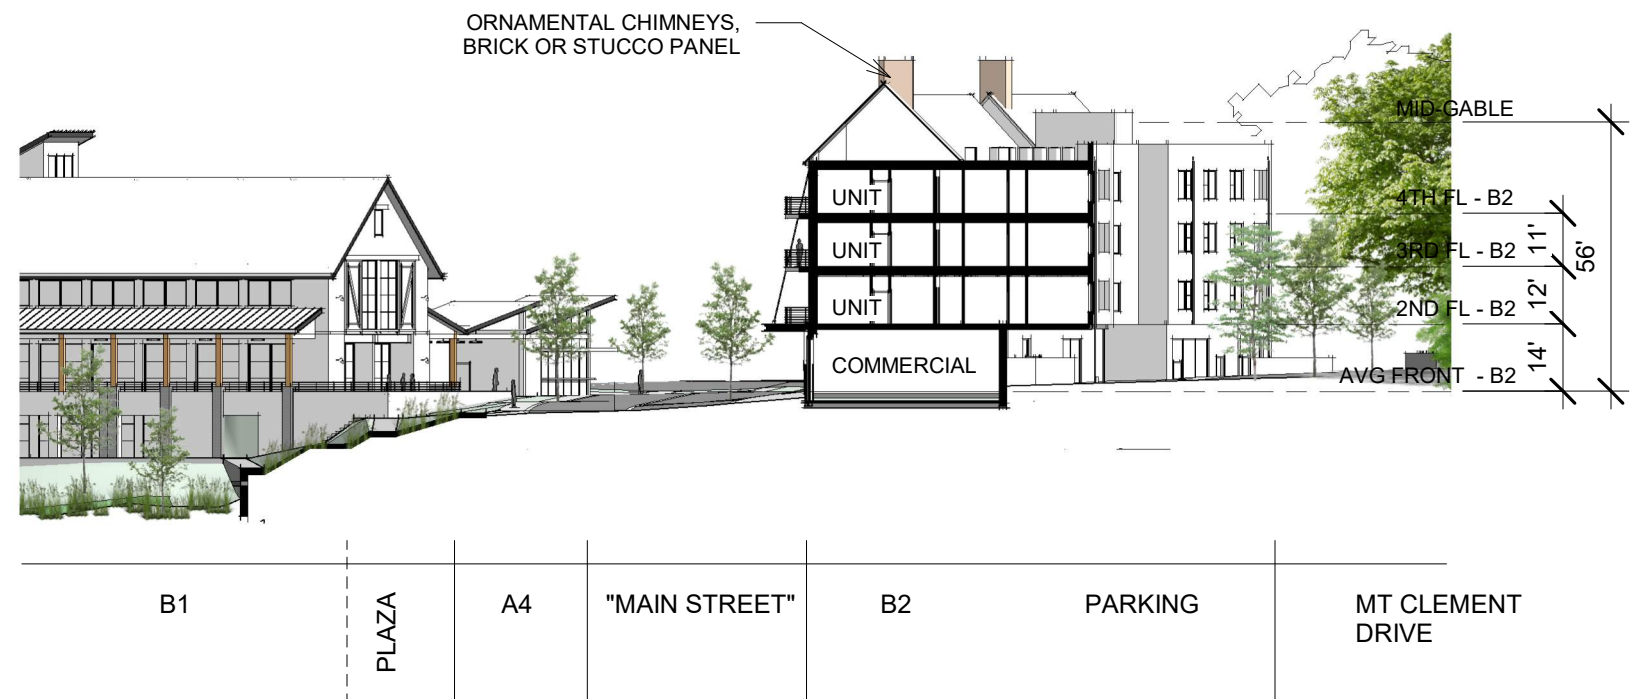 ORNAMENTAL CHIMNEYS,
BRICK OR STUCCO PANEL
MID-GABLE
UNIT
4TH FL - B2
11'
UNIT
3RD FL - B2
56'
12'
UNIT
2ND FL - B2
14'
COMMERCIAL
AVG FRONT - B2
B1
PLAZA
A4
"MAIN STREET"
B2
PARKING
MT CLEMENT
DRIVE